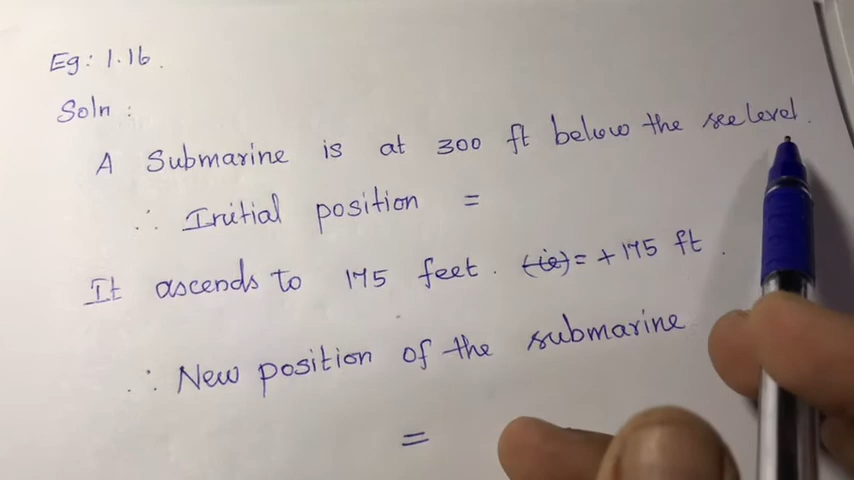 Eg: 1.16.
Soln :
A Submarine is at 300 ft below the see level.
∴ Initial position =
It ascends to 175 feet. (ie) = + 175 ft.
∴ New position of the submarine
=